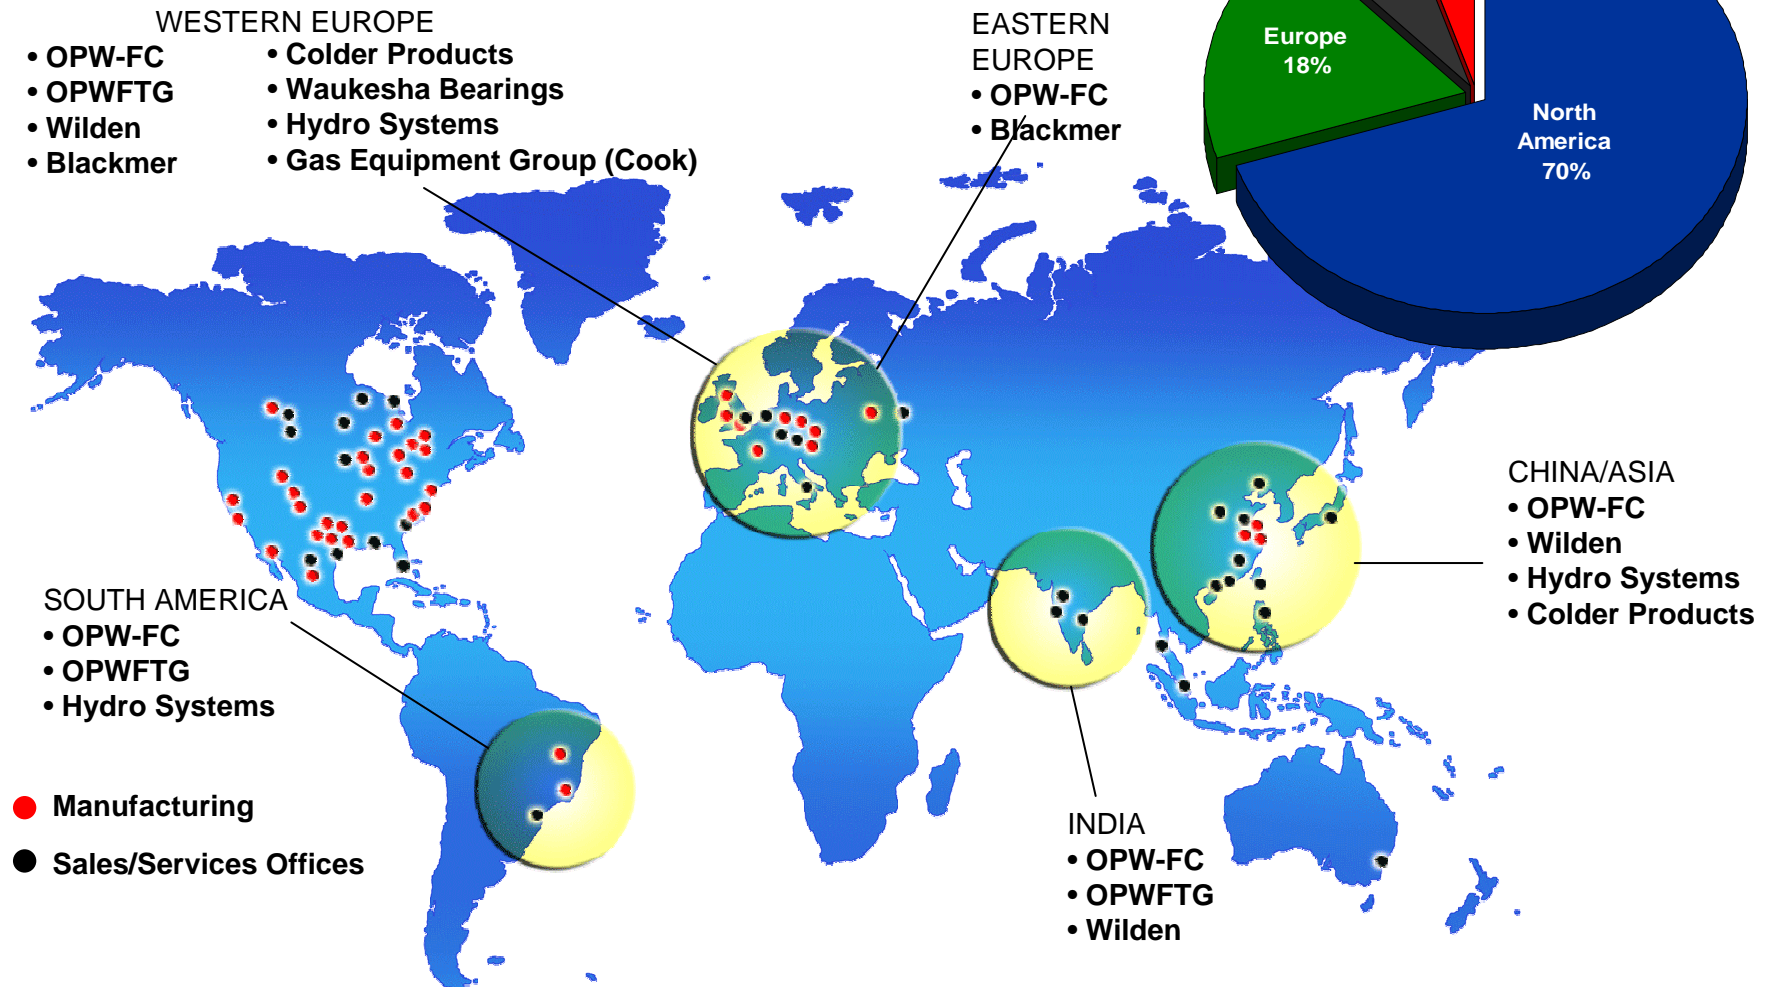 WESTERN EUROPE
• OPW-FC
• OPWFTG
• Wilden
• Blackmer
• Colder Products
• Waukesha Bearings
• Hydro Systems
• Gas Equipment Group (Cook)
EASTERN
EUROPE
• OPW-FC
• Blackmer
Europe
18%
North
America
70%
CHINA/ASIA
• OPW-FC
• Wilden
• Hydro Systems
• Colder Products
SOUTH AMERICA
• OPW-FC
• OPWFTG
• Hydro Systems
Manufacturing
Sales/Services Offices
INDIA
• OPW-FC
• OPWFTG
• Wilden